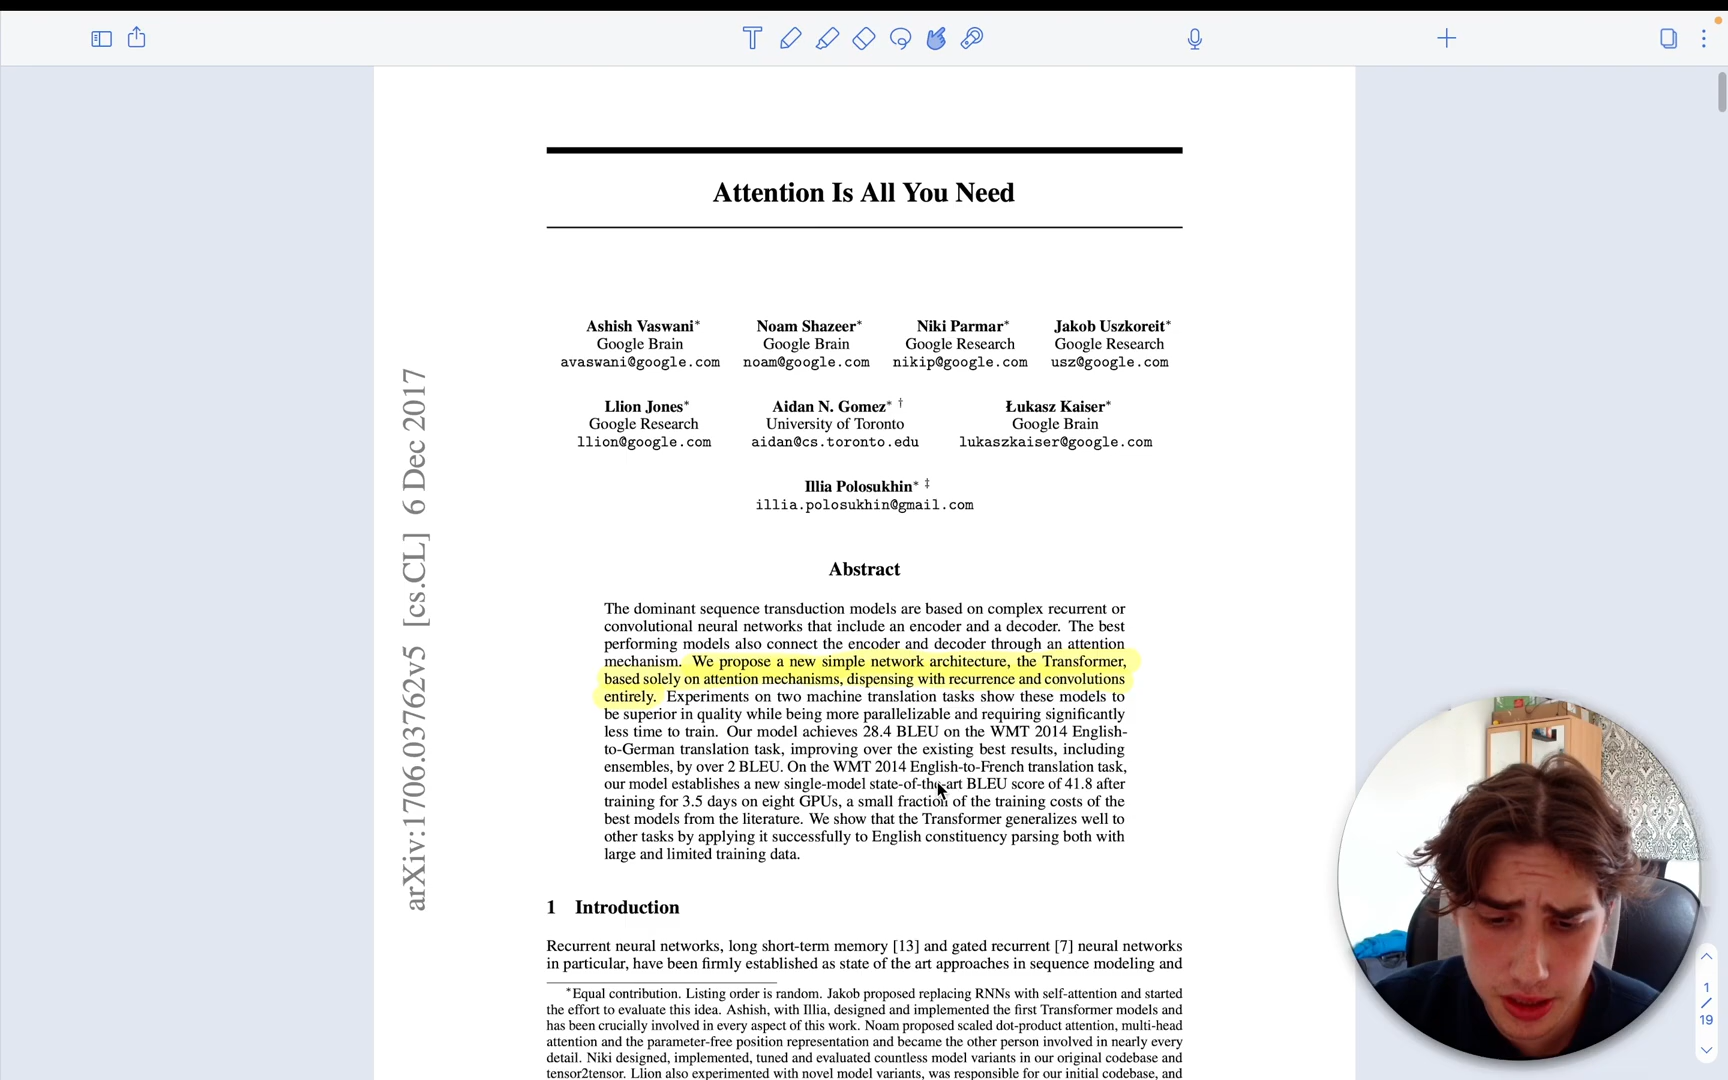 Attention Is All You Need
Ashish Vaswani*
Google Brain
avaswani@google.com
Noam Shazeer*
Google Brain
noam@google.com
Niki Parmar*
Google Research
nikip@google.com
Jakob Uszkoreit*
Google Research
usz@google.com
Llion Jones*
Google Research
llion@google.com
Aidan N. Gomez* †
University of Toronto
aidan@cs.toronto.edu
Łukasz Kaiser*
Google Brain
lukaszkaiser@google.com
Illia Polosukhin* ‡
illia.polosukhin@gmail.com
arXiv:1706.03762v5 [cs.CL] 6 Dec 2017
Abstract
The dominant sequence transduction models are based on complex recurrent or
convolutional neural networks that include an encoder and a decoder. The best
performing models also connect the encoder and decoder through an attention
mechanism. We propose a new simple network architecture, the Transformer,
based solely on attention mechanisms, dispensing with recurrence and convolutions
entirely. Experiments on two machine translation tasks show these models to
be superior in quality while being more parallelizable and requiring significantly
less time to train. Our model achieves 28.4 BLEU on the WMT 2014 English-
to-German translation task, improving over the existing best results, including
ensembles, by over 2 BLEU. On the WMT 2014 English-to-French translation task,
our model establishes a new single-model state-of-the-art BLEU score of 41.8 after
training for 3.5 days on eight GPUs, a small fraction of the training costs of the
best models from the literature. We show that the Transformer generalizes well to
other tasks by applying it successfully to English constituency parsing both with
large and limited training data.
1 Introduction
Recurrent neural networks, long short-term memory [13] and gated recurrent [7] neural networks
in particular, have been firmly established as state of the art approaches in sequence modeling and
*Equal contribution. Listing order is random. Jakob proposed replacing RNNs with self-attention and started
the effort to evaluate this idea. Ashish, with Illia, designed and implemented the first Transformer models and
has been crucially involved in every aspect of this work. Noam proposed scaled dot-product attention, multi-head
attention and the parameter-free position representation and became the other person involved in nearly every
detail. Niki designed, implemented, tuned and evaluated countless model variants in our original codebase and
tensor2tensor. Llion also experimented with novel model variants, was responsible for our initial codebase, and
1
/
19